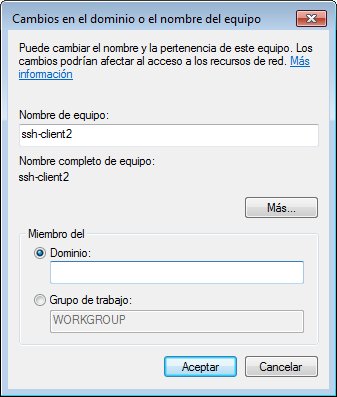 Cambios en el dominio o el nombre del equipo
Puede cambiar el nombre y la pertenencia de este equipo. Los
cambios podrían afectar al acceso a los recursos de red. Más
información
Nombre de equipo:
ssh-client2
Nombre completo de equipo:
ssh-client2
Más...
Miembro del
Dominio:
Grupo de trabajo:
WORKGROUP
Aceptar
Cancelar